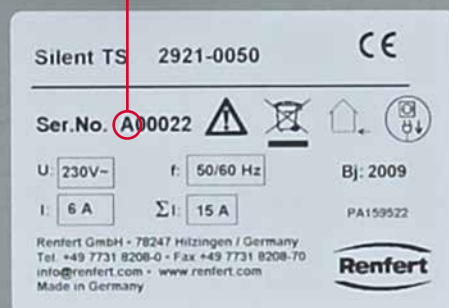 Silent TS 2921-0050 CE
Ser.No. A00022
U: 230V~ f: 50/60 Hz Bj: 2009
I: 6 A ΣI: 15 A PA159522
Renfert GmbH • 78247 Hilzingen / Germany
Tel. +49 7731 8208-0 • Fax +49 7731 8208-70
info@renfert.com • www.renfert.com
Made in Germany
Renfert